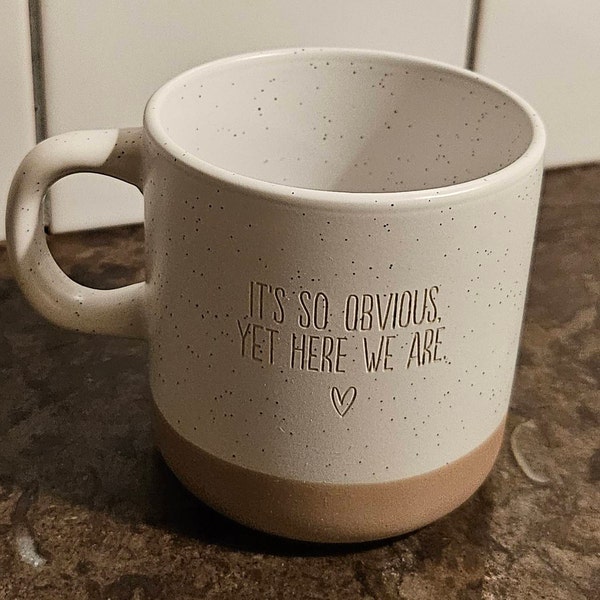 IT'S SO OBVIOUS,
YET HERE WE ARE.